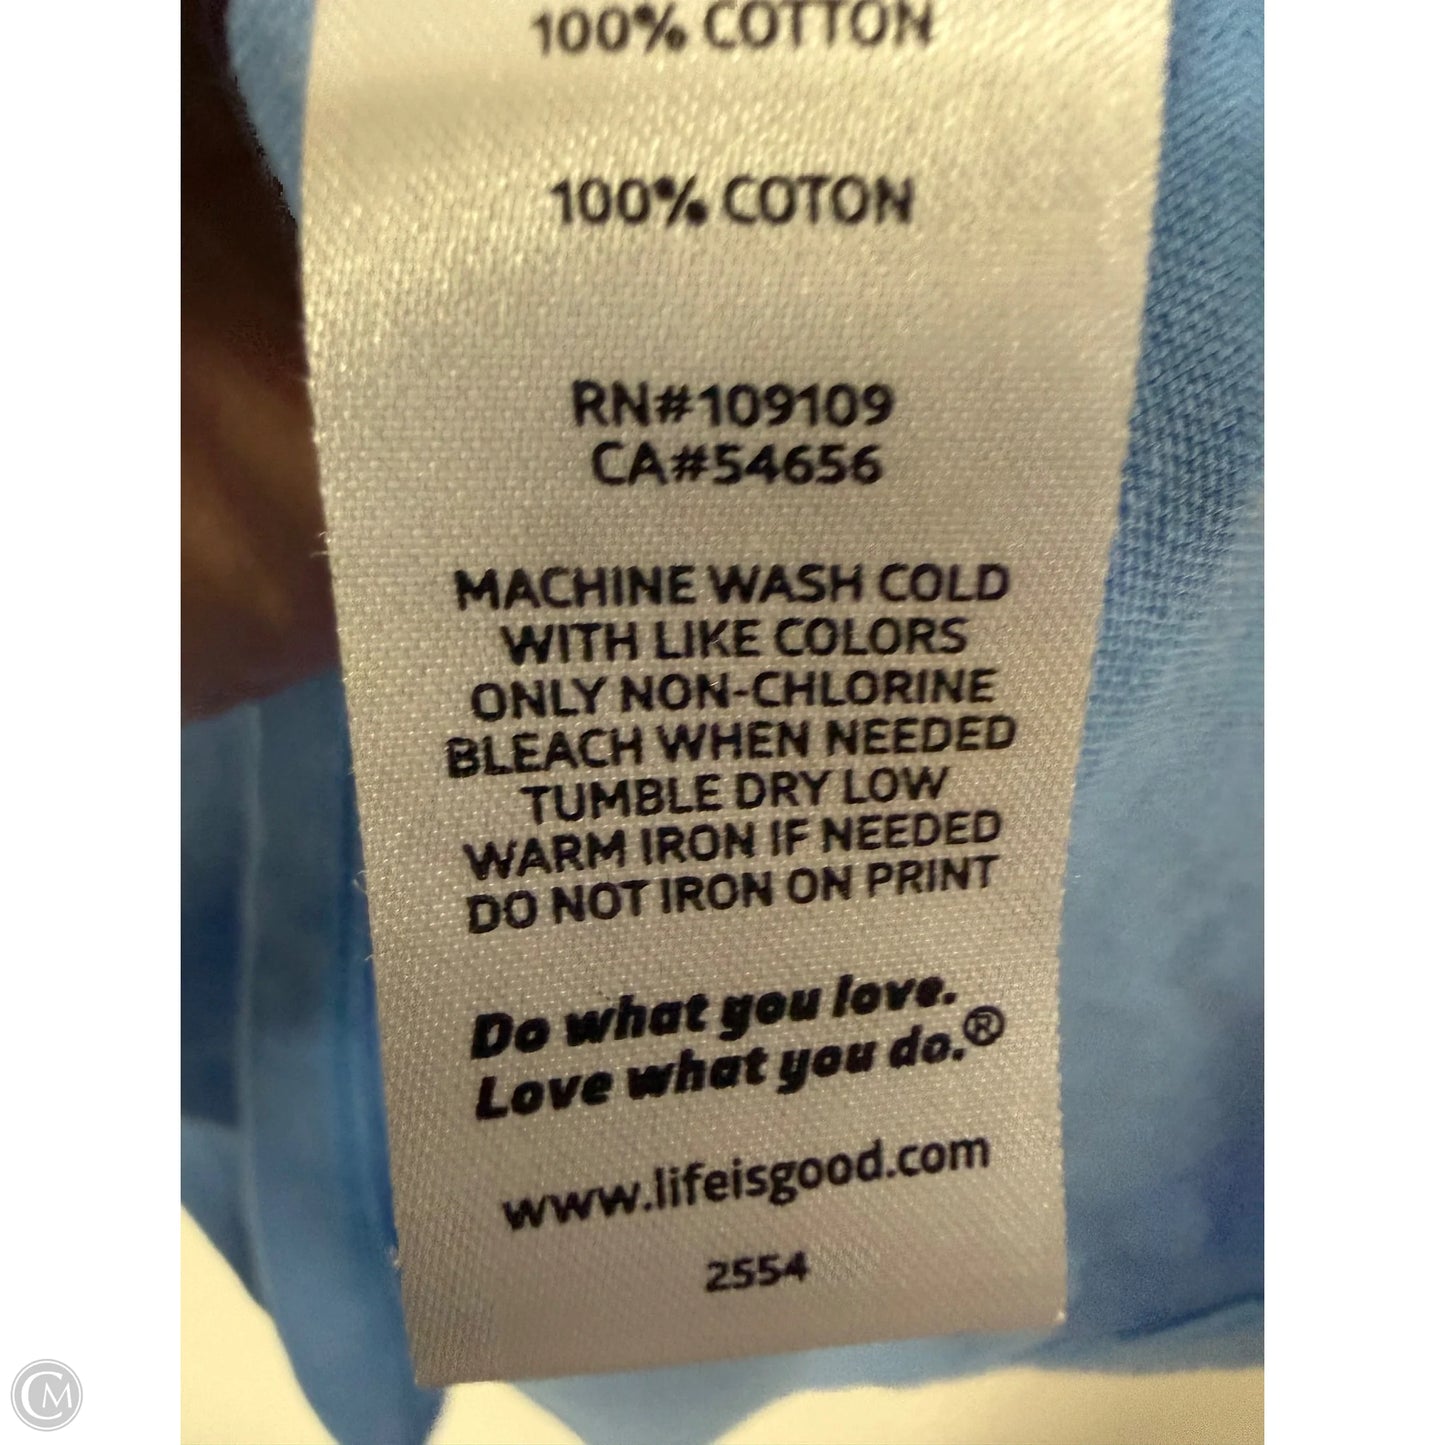 100% COTTON
100% COTON
RN#109109
CA#54656
MACHINE WASH COLD
WITH LIKE COLORS
ONLY NON-CHLORINE
BLEACH WHEN NEEDED
TUMBLE DRY LOW
WARM IRON IF NEEDED
DO NOT IRON ON PRINT
Do what you love.
Love what you do.®
www.lifeisgood.com
2554
CM